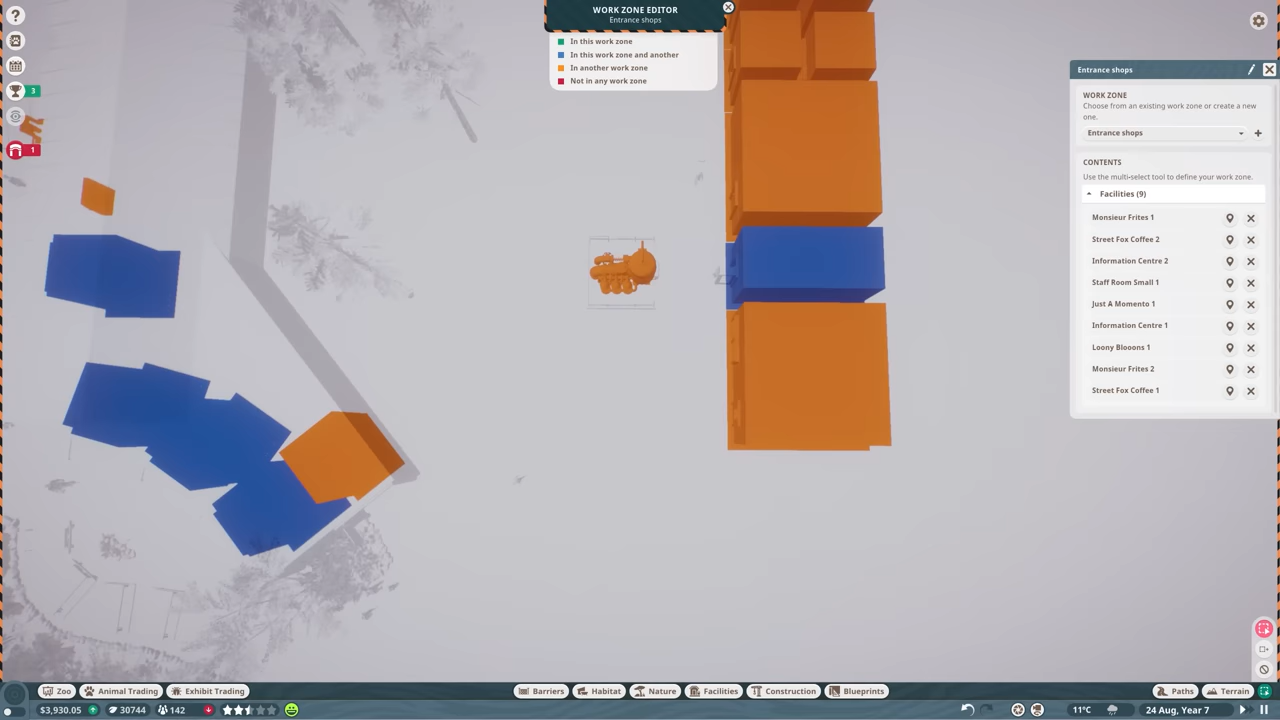 WORK ZONE EDITOR
Entrance shops
In this work zone
In this work zone and another
In another work zone
Not in any work zone
3
1
Entrance shops
WORK ZONE
Choose from an existing work zone or create a new
one.
Entrance shops
CONTENTS
Use the multi-select tool to define your work zone.
Facilities (9)
Monsieur Frites 1
Street Fox Coffee 2
Information Centre 2
Staff Room Small 1
Just A Momento 1
Information Centre 1
Loony Blooons 1
Monsieur Frites 2
Street Fox Coffee 1
Zoo Animal Trading Exhibit Trading Barriers Habitat Nature Facilities Construction Blueprints Paths Terrain
$3,930.05 30744 142 11°C 24 Aug, Year 7